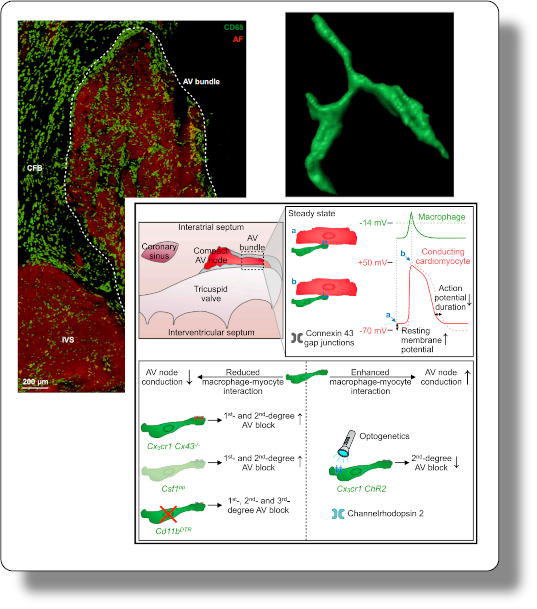 CD68
AF
AV bundle
CFB
IVS
200 µm
Interatrial septum
Coronary
sinus
Compact
AV node
AV
bundle
Tricuspid
valve
Interventricular septum
Steady state
a
b
Connexin 43
gap junctions
-14 mV
Macrophage
+50 mV
Conducting
cardiomyocyte
b
Action
potential
duration ↓
a
-70 mV
Resting
membrane ↑
potential
AV node
conduction ↓
Reduced
macrophage-myocyte
interaction
Enhanced
macrophage-myocyte
interaction
AV node
conduction ↑
Cx3cr1 Cx43-/-
1st- and 2nd-degree
AV block ↑
Csf1op
1st- and 2nd-degree
AV block ↑
Cd11bDTR
1st-, 2nd- and 3rd-
degree AV block
Optogenetics
Cx3cr1 ChR2
2nd-degree
AV block ↓
Channelrhodopsin 2